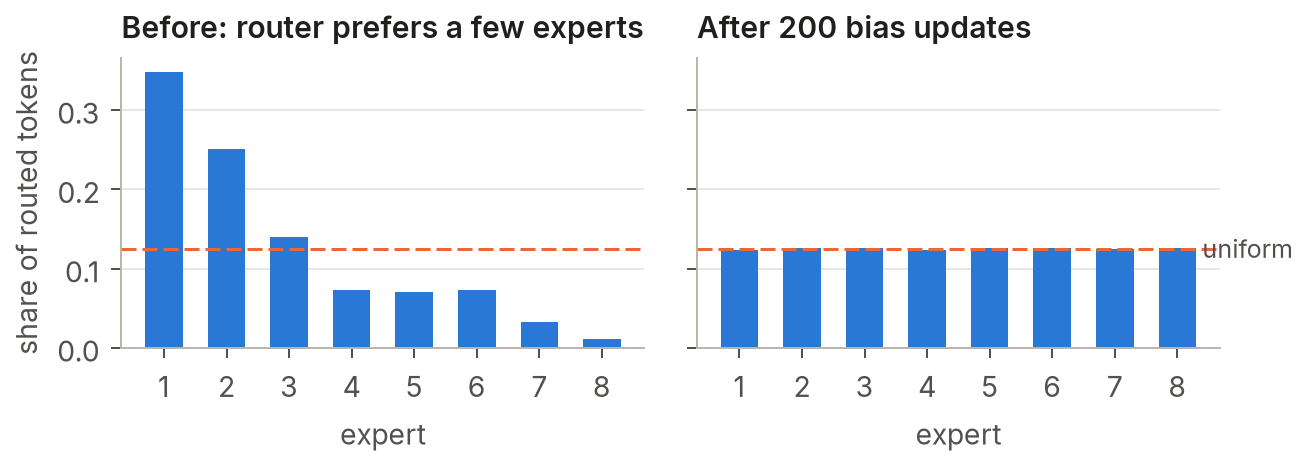 Before: router prefers a few experts
share of routed tokens
0.3
0.2
0.1
0.0
1 2 3 4 5 6 7 8
expert
After 200 bias updates
uniform
1 2 3 4 5 6 7 8
expert